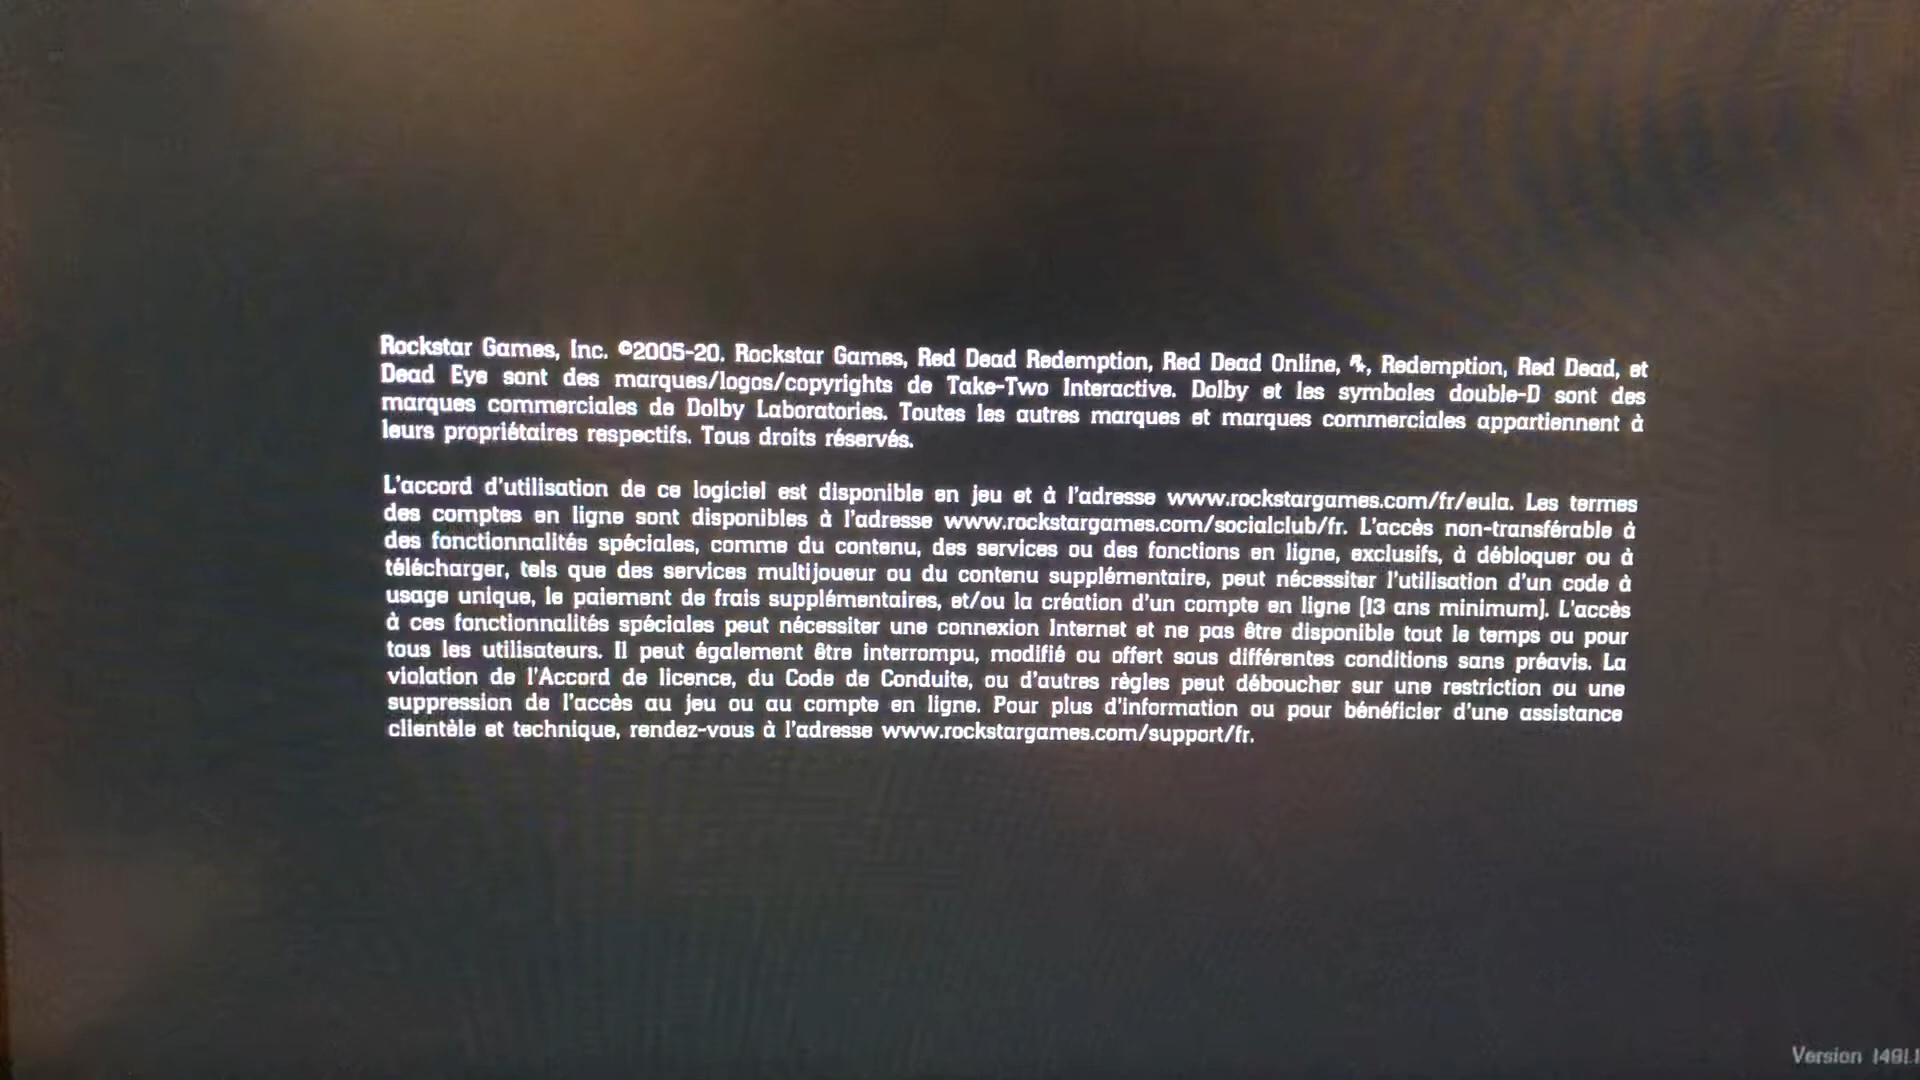 Rockstar Games, Inc. ©2005-20. Rockstar Games, Red Dead Redemption, Red Dead Online, R*, Redemption, Red Dead, et
Dead Eye sont des marques/logos/copyrights de Take-Two Interactive. Dolby et les symboles double-D sont des
marques commerciales de Dolby Laboratories. Toutes les autres marques et marques commerciales appartiennent à
leurs propriétaires respectifs. Tous droits réservés.
L'accord d'utilisation de ce logiciel est disponible en jeu et à l'adresse www.rockstargames.com/fr/eula. Les termes
des comptes en ligne sont disponibles à l'adresse www.rockstargames.com/socialclub/fr. L'accès non-transférable à
des fonctionnalités spéciales, comme du contenu, des services ou des fonctions en ligne, exclusifs, à débloquer ou à
télécharger, tels que des services multijoueur ou du contenu supplémentaire, peut nécessiter l'utilisation d'un code à
usage unique, le paiement de frais supplémentaires, et/ou la création d'un compte en ligne (13 ans minimum). L'accès
à ces fonctionnalités spéciales peut nécessiter une connexion Internet et ne pas être disponible tout le temps ou pour
tous les utilisateurs. Il peut également être interrompu, modifié ou offert sous différentes conditions sans préavis. La
violation de l'Accord de licence, du Code de Conduite, ou d'autres règles peut déboucher sur une restriction ou une
suppression de l'accès au jeu ou au compte en ligne. Pour plus d'information ou pour bénéficier d'une assistance
clientèle et technique, rendez-vous à l'adresse www.rockstargames.com/support/fr.
Version